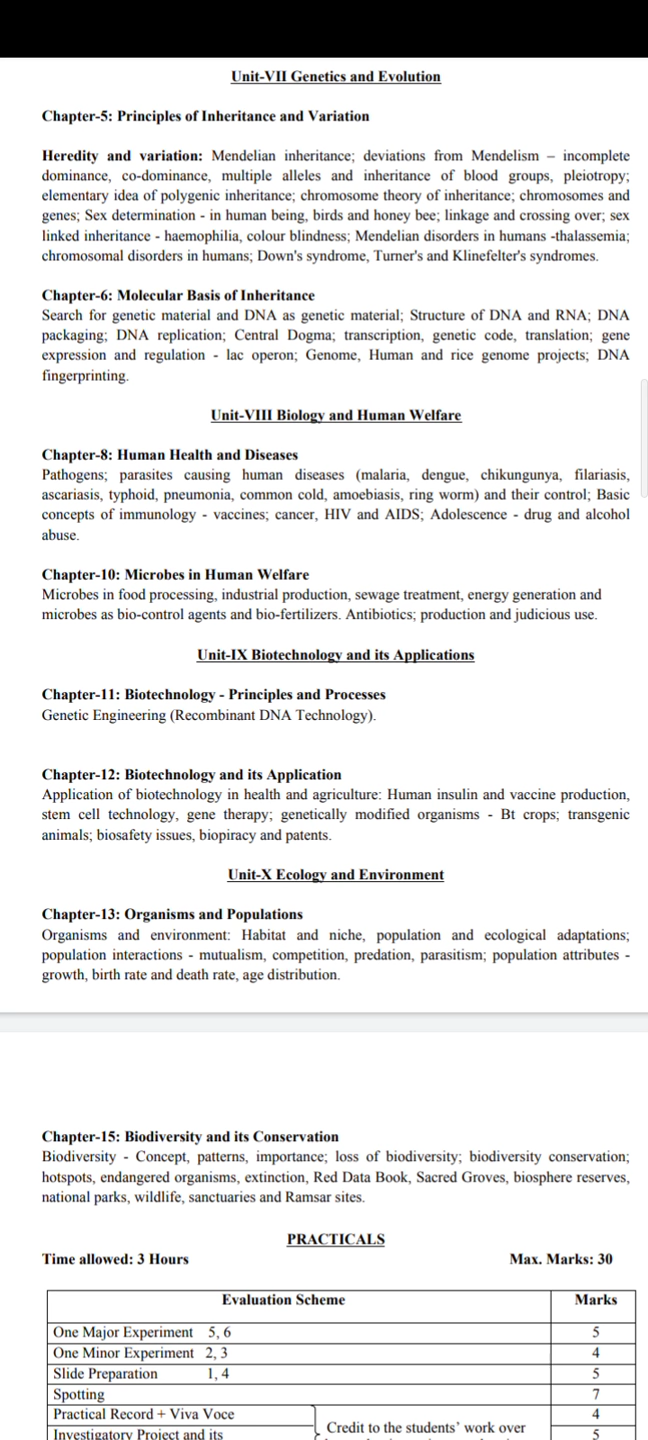 Unit-VII Genetics and Evolution
Chapter-5: Principles of Inheritance and Variation
Heredity and variation: Mendelian inheritance; deviations from Mendelism – incomplete
dominance, co-dominance, multiple alleles and inheritance of blood groups, pleiotropy;
elementary idea of polygenic inheritance; chromosome theory of inheritance; chromosomes and
genes; Sex determination - in human being, birds and honey bee; linkage and crossing over; sex
linked inheritance - haemophilia, colour blindness; Mendelian disorders in humans -thalassemia;
chromosomal disorders in humans; Down's syndrome, Turner's and Klinefelter's syndromes.
Chapter-6: Molecular Basis of Inheritance
Search for genetic material and DNA as genetic material; Structure of DNA and RNA; DNA
packaging; DNA replication; Central Dogma; transcription, genetic code, translation; gene
expression and regulation - lac operon; Genome, Human and rice genome projects; DNA
fingerprinting.
Unit-VIII Biology and Human Welfare
Chapter-8: Human Health and Diseases
Pathogens; parasites causing human diseases (malaria, dengue, chikungunya, filariasis,
ascariasis, typhoid, pneumonia, common cold, amoebiasis, ring worm) and their control; Basic
concepts of immunology - vaccines; cancer, HIV and AIDS; Adolescence - drug and alcohol
abuse.
Chapter-10: Microbes in Human Welfare
Microbes in food processing, industrial production, sewage treatment, energy generation and
microbes as bio-control agents and bio-fertilizers. Antibiotics; production and judicious use.
Unit-IX Biotechnology and its Applications
Chapter-11: Biotechnology - Principles and Processes
Genetic Engineering (Recombinant DNA Technology).
Chapter-12: Biotechnology and its Application
Application of biotechnology in health and agriculture: Human insulin and vaccine production,
stem cell technology, gene therapy; genetically modified organisms - Bt crops; transgenic
animals; biosafety issues, biopiracy and patents.
Unit-X Ecology and Environment
Chapter-13: Organisms and Populations
Organisms and environment: Habitat and niche, population and ecological adaptations;
population interactions - mutualism, competition, predation, parasitism; population attributes -
growth, birth rate and death rate, age distribution.
Chapter-15: Biodiversity and its Conservation
Biodiversity - Concept, patterns, importance; loss of biodiversity; biodiversity conservation;
hotspots, endangered organisms, extinction, Red Data Book, Sacred Groves, biosphere reserves,
national parks, wildlife, sanctuaries and Ramsar sites.
PRACTICALS
Time allowed: 3 Hours Max. Marks: 30
Evaluation Scheme Marks
One Major Experiment 5, 6 5
One Minor Experiment 2, 3 4
Slide Preparation 1, 4 5
Spotting 7
Practical Record + Viva Voce 4
Credit to the students' work over
Investigatory Project and its 5